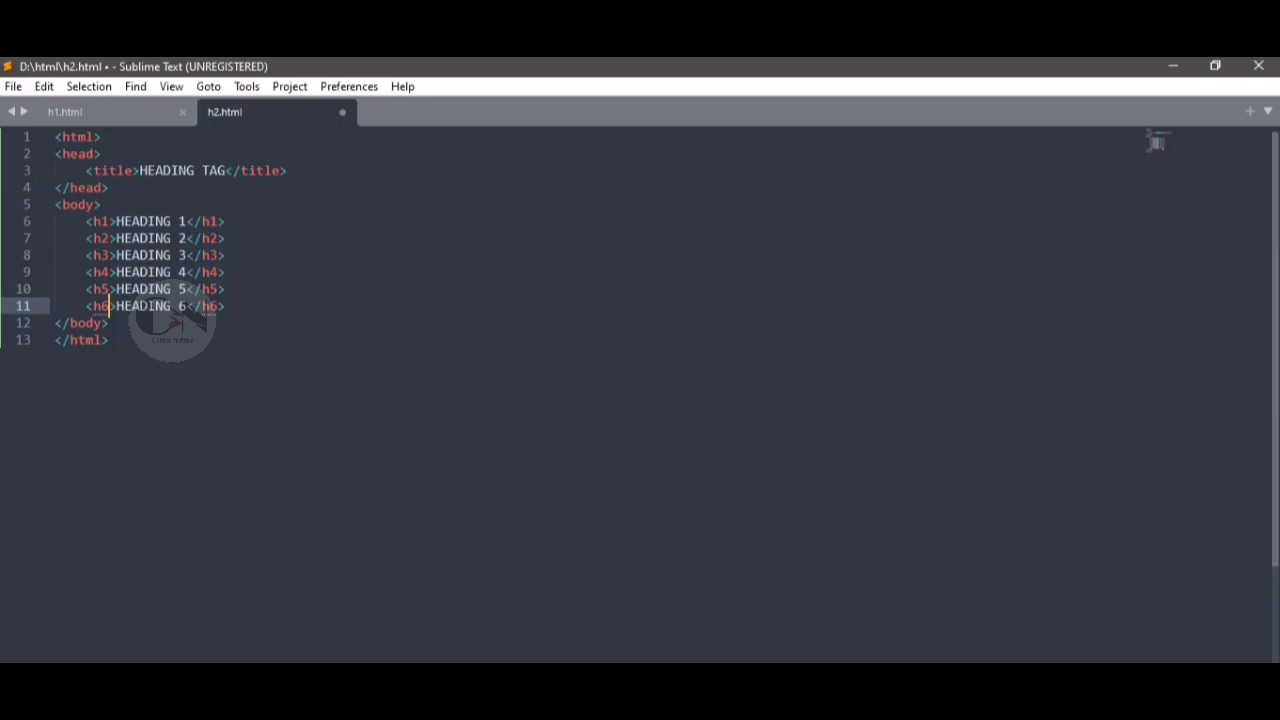 D:\html\h2.html • - Sublime Text (UNREGISTERED)
File Edit Selection Find View Goto Tools Project Preferences Help
h1.html h2.html
1 <html>
2 <head>
3 <title>HEADING TAG</title>
4 </head>
5 <body>
6 <h1>HEADING 1</h1>
7 <h2>HEADING 2</h2>
8 <h3>HEADING 3</h3>
9 <h4>HEADING 4</h4>
10 <h5>HEADING 5</h5>
11 <h6>HEADING 6</h6>
12 </body>
13 </html>